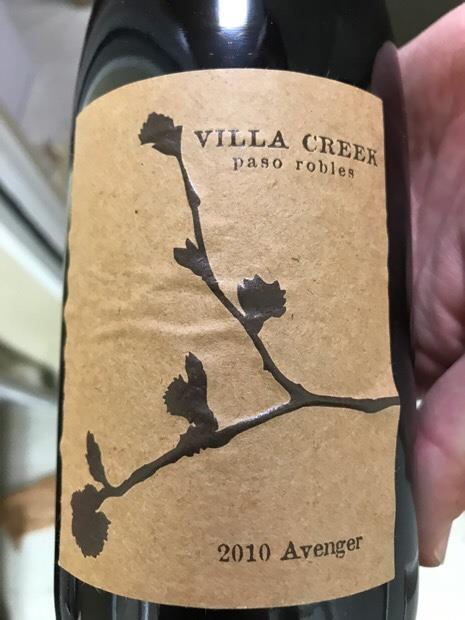 VILLA CREEK
paso robles
2010 Avenger